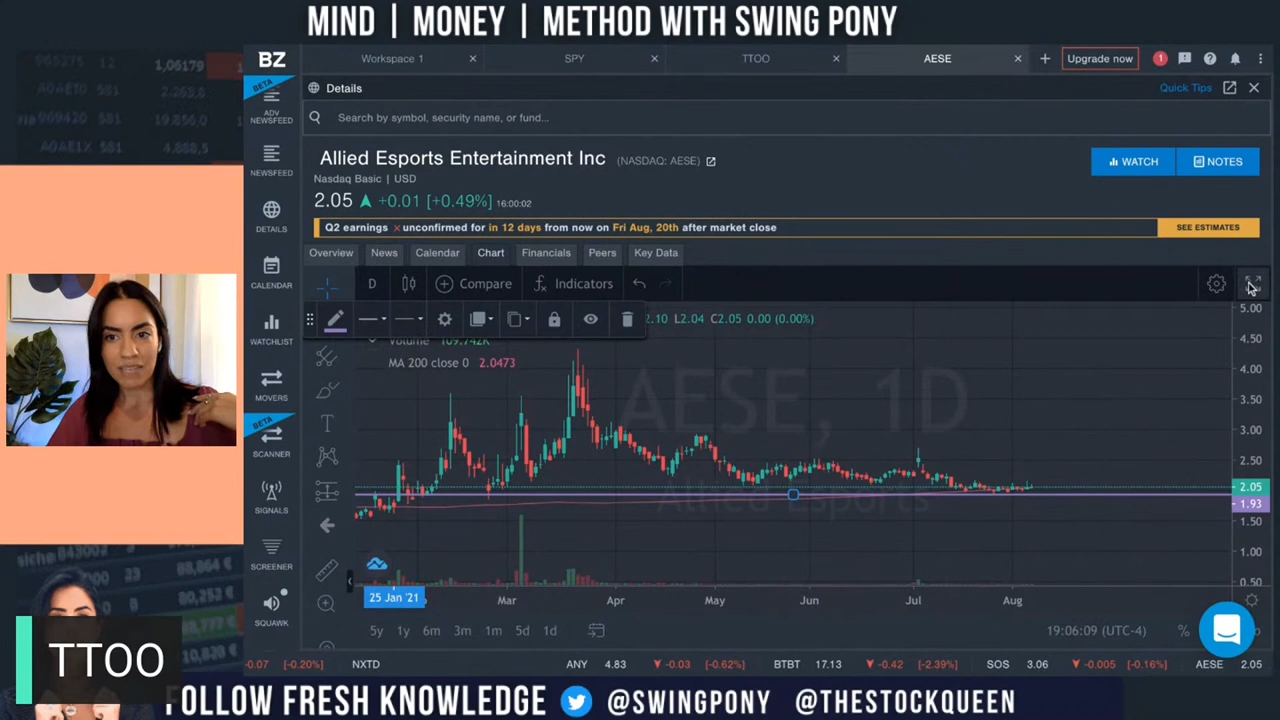 MIND | MONEY | METHOD WITH SWING PONY
BZ
Workspace 1
SPY
TTOO
AESE
Upgrade now
1
BETA
Details
Quick Tips
Search by symbol, security name, or fund...
ADV NEWSFEED
NEWSFEED
DETAILS
CALENDAR
WATCHLIST
MOVERS
BETA
SCANNER
SIGNALS
SCREENER
SQUAWK
Allied Esports Entertainment Inc (NASDAQ: AESE)
WATCH
NOTES
Nasdaq Basic | USD
2.05 +0.01 [+0.49%] 16:00:02
Q2 earnings × unconfirmed for in 12 days from now on Fri Aug, 20th after market close
SEE ESTIMATES
Overview News Calendar Chart Financials Peers Key Data
D Compare Indicators
2.10 L2.04 C2.05 0.00 (0.00%)
Volume 109.742K
MA 200 close 0 2.0473
AESE, 1D
Allied Esports
5.00
4.50
4.00
3.50
3.00
2.50
2.05
1.93
1.50
1.00
0.50
25 Jan '21
Mar Apr May Jun Jul Aug
5y 1y 6m 3m 1m 5d 1d
19:06:09 (UTC-4)
%
-0.07 [-0.20%] NXTD ANY 4.83 -0.03 [-0.62%] BTBT 17.13 -0.42 [-2.39%] SOS 3.06 -0.005 [-0.16%] AESE 2.05
TTOO
FOLLOW FRESH KNOWLEDGE @SWINGPONY @THESTOCKQUEEN